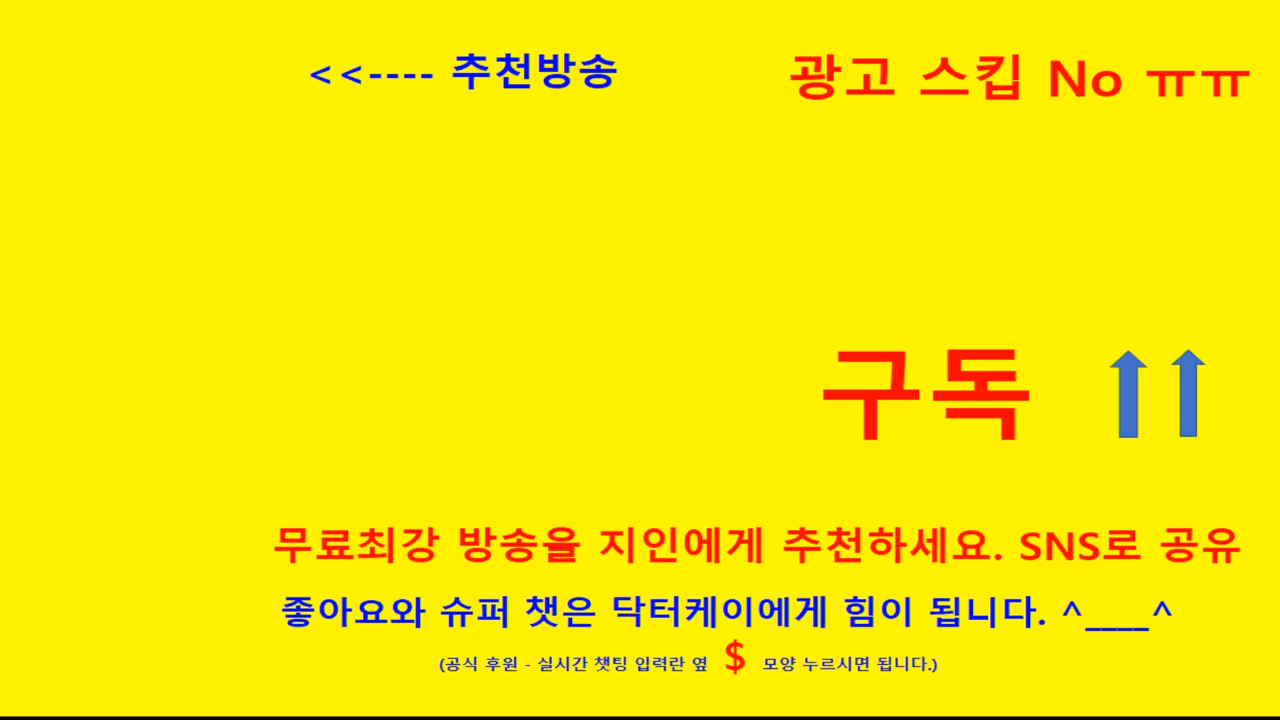 <<---- 추천방송
광고 스킵 No ㅠㅠ
구독
무료최강 방송을 지인에게 추천하세요. SNS로 공유
좋아요와 슈퍼 챗은 닥터케이에게 힘이 됩니다. ^____^
(공식 후원 - 실시간 챗팅 입력란 옆 $ 모양 누르시면 됩니다.)